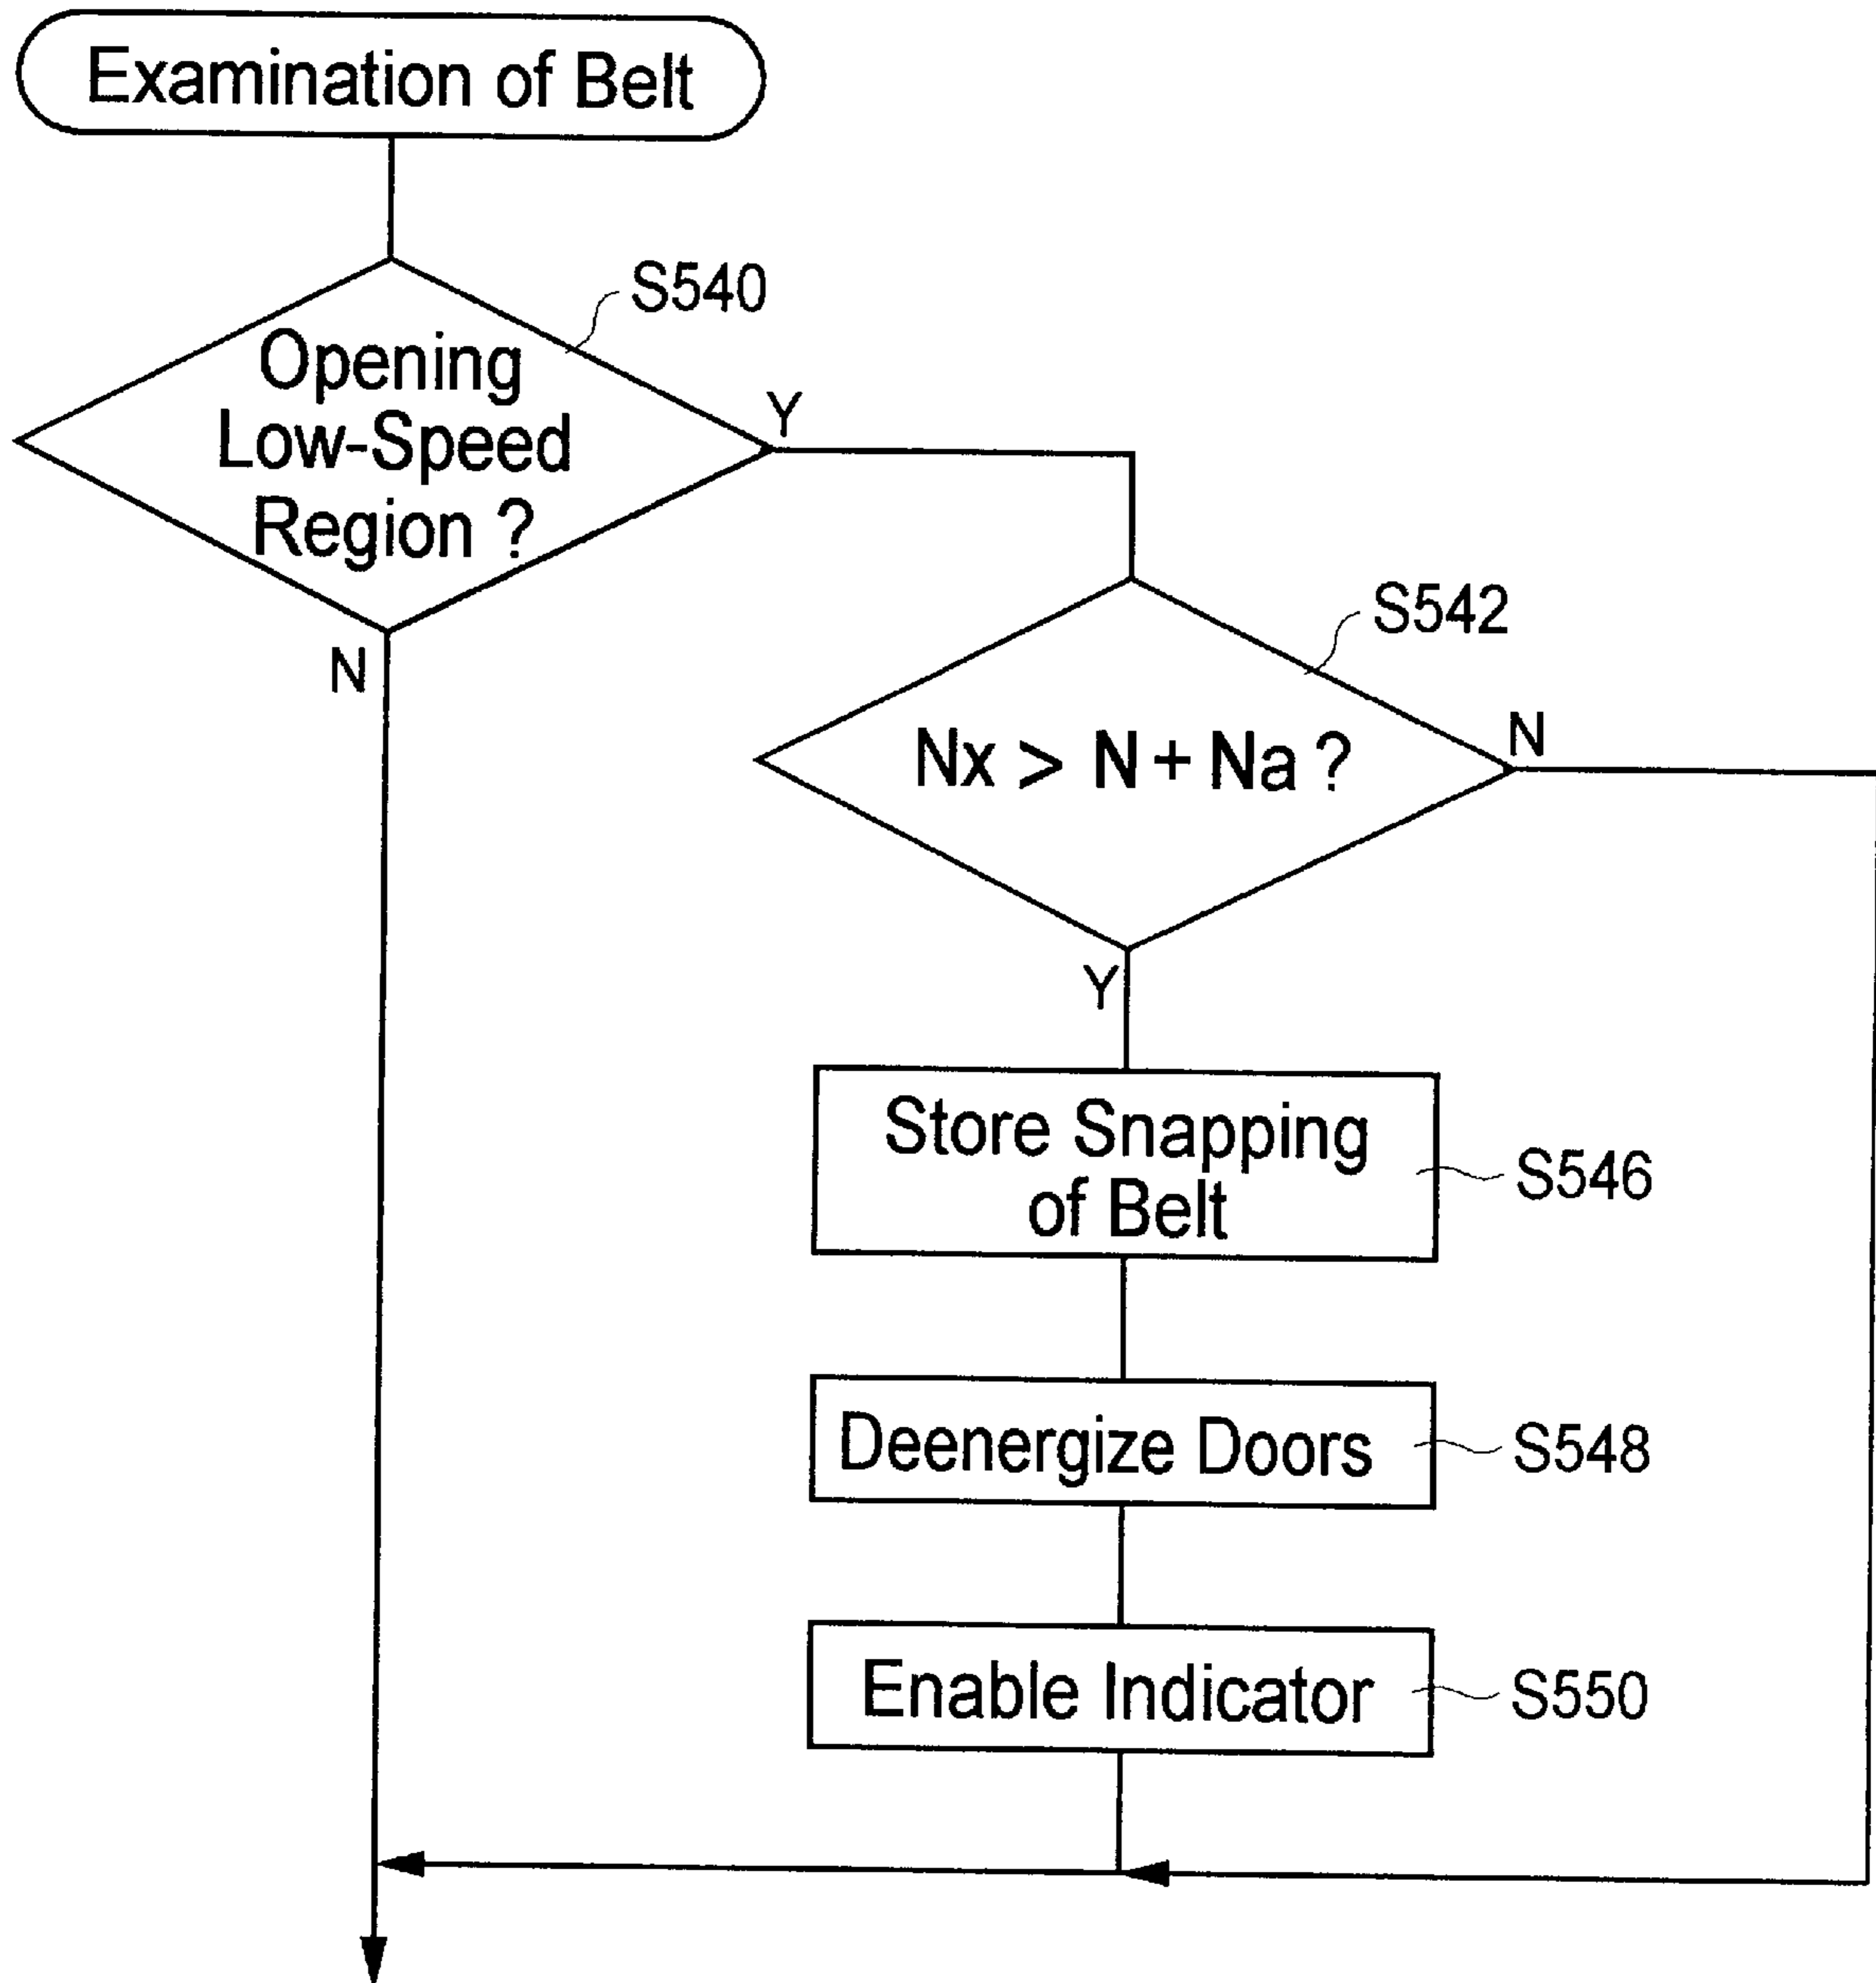 Examination of Belt
S540
Opening
Low-Speed
Region ?
Y
N
S542
Nx > N + Na ?
N
Y
Store Snapping
of Belt
S546
Deenergize Doors
S548
Enable Indicator
S550